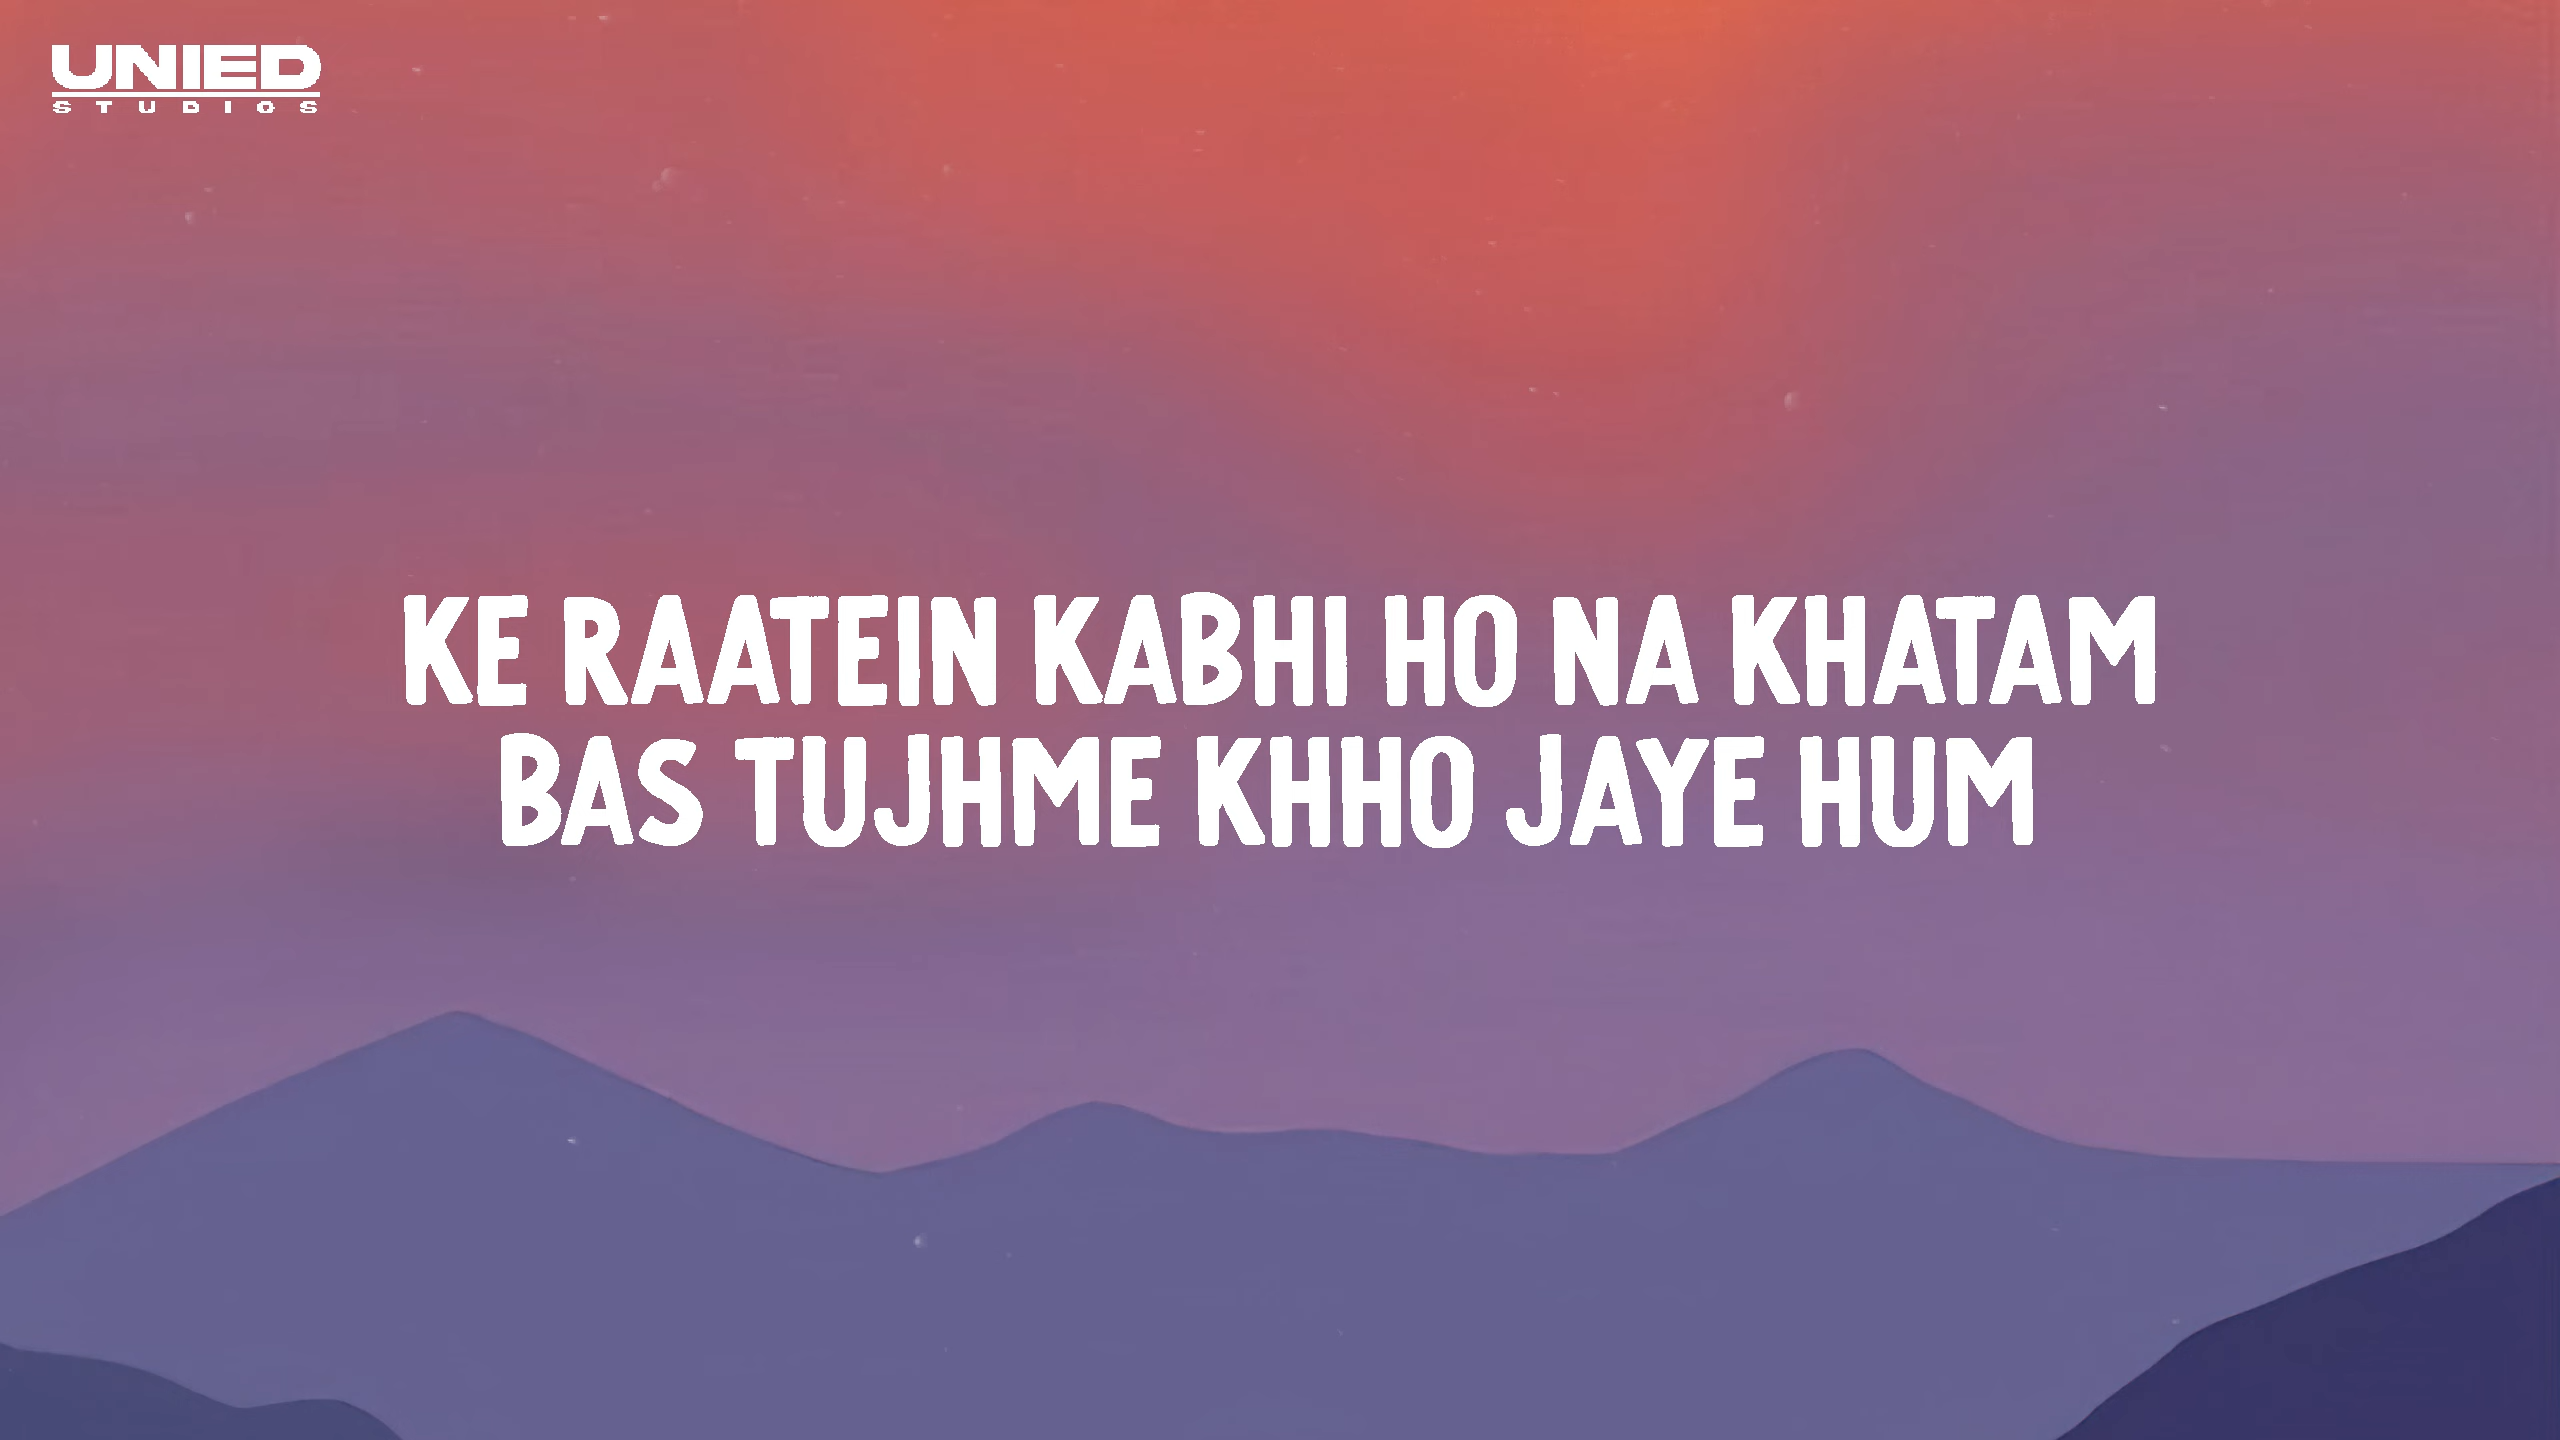 UNIED
STUDIOS
KE RAATEIN KABHI HO NA KHATAM
BAS TUJHME KHHO JAYE HUM